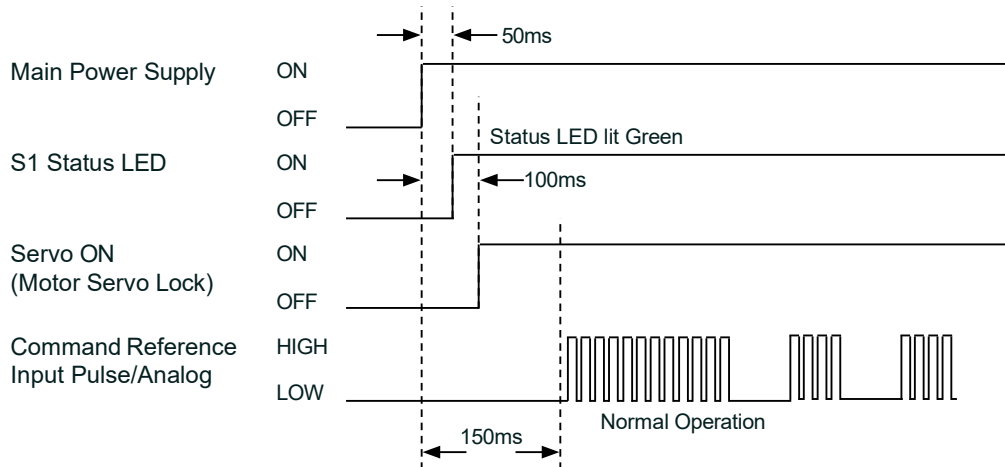 50ms
Main Power Supply
ON
OFF
Status LED lit Green
S1 Status LED
ON
100ms
OFF
Servo ON
(Motor Servo Lock)
ON
OFF
Command Reference
Input Pulse/Analog
HIGH
LOW
Normal Operation
150ms